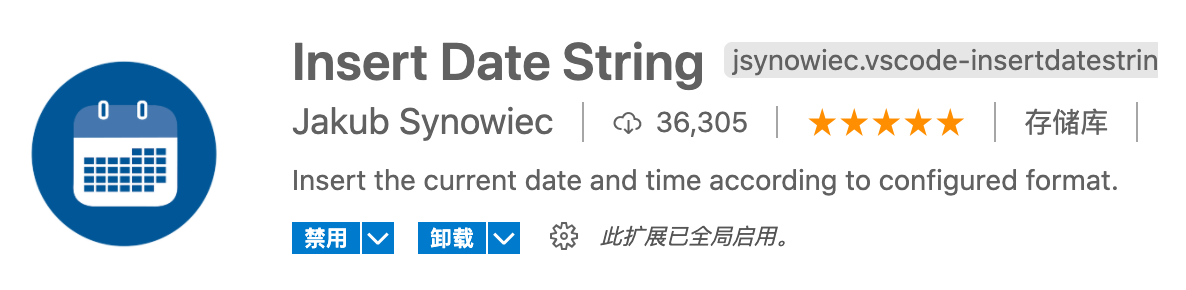 Insert Date String jsynowiec.vscode-insertdatestrin
Jakub Synowiec 36,305 存储库
Insert the current date and time according to configured format.
禁用 卸载 此扩展已全局启用。